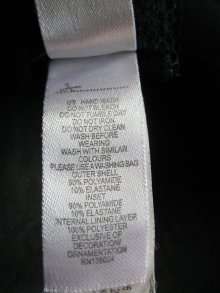 US HAND WASH
DO NOT BLEACH
DO NOT TUMBLE DRY
DO NOT IRON
DO NOT DRY CLEAN
WASH BEFORE
WEARING
WASH WITH SIMILAR
COLOURS
PLEASE USE A WASHING BAG
OUTER SHELL
90% POLYAMIDE
10% ELASTANE
INSET
90% POLYAMIDE
10% ELASTANE
INTERNAL LINING LAYER
100% POLYESTER
EXCLUSIVE OF
DECORATION/
ORNAMENTATION